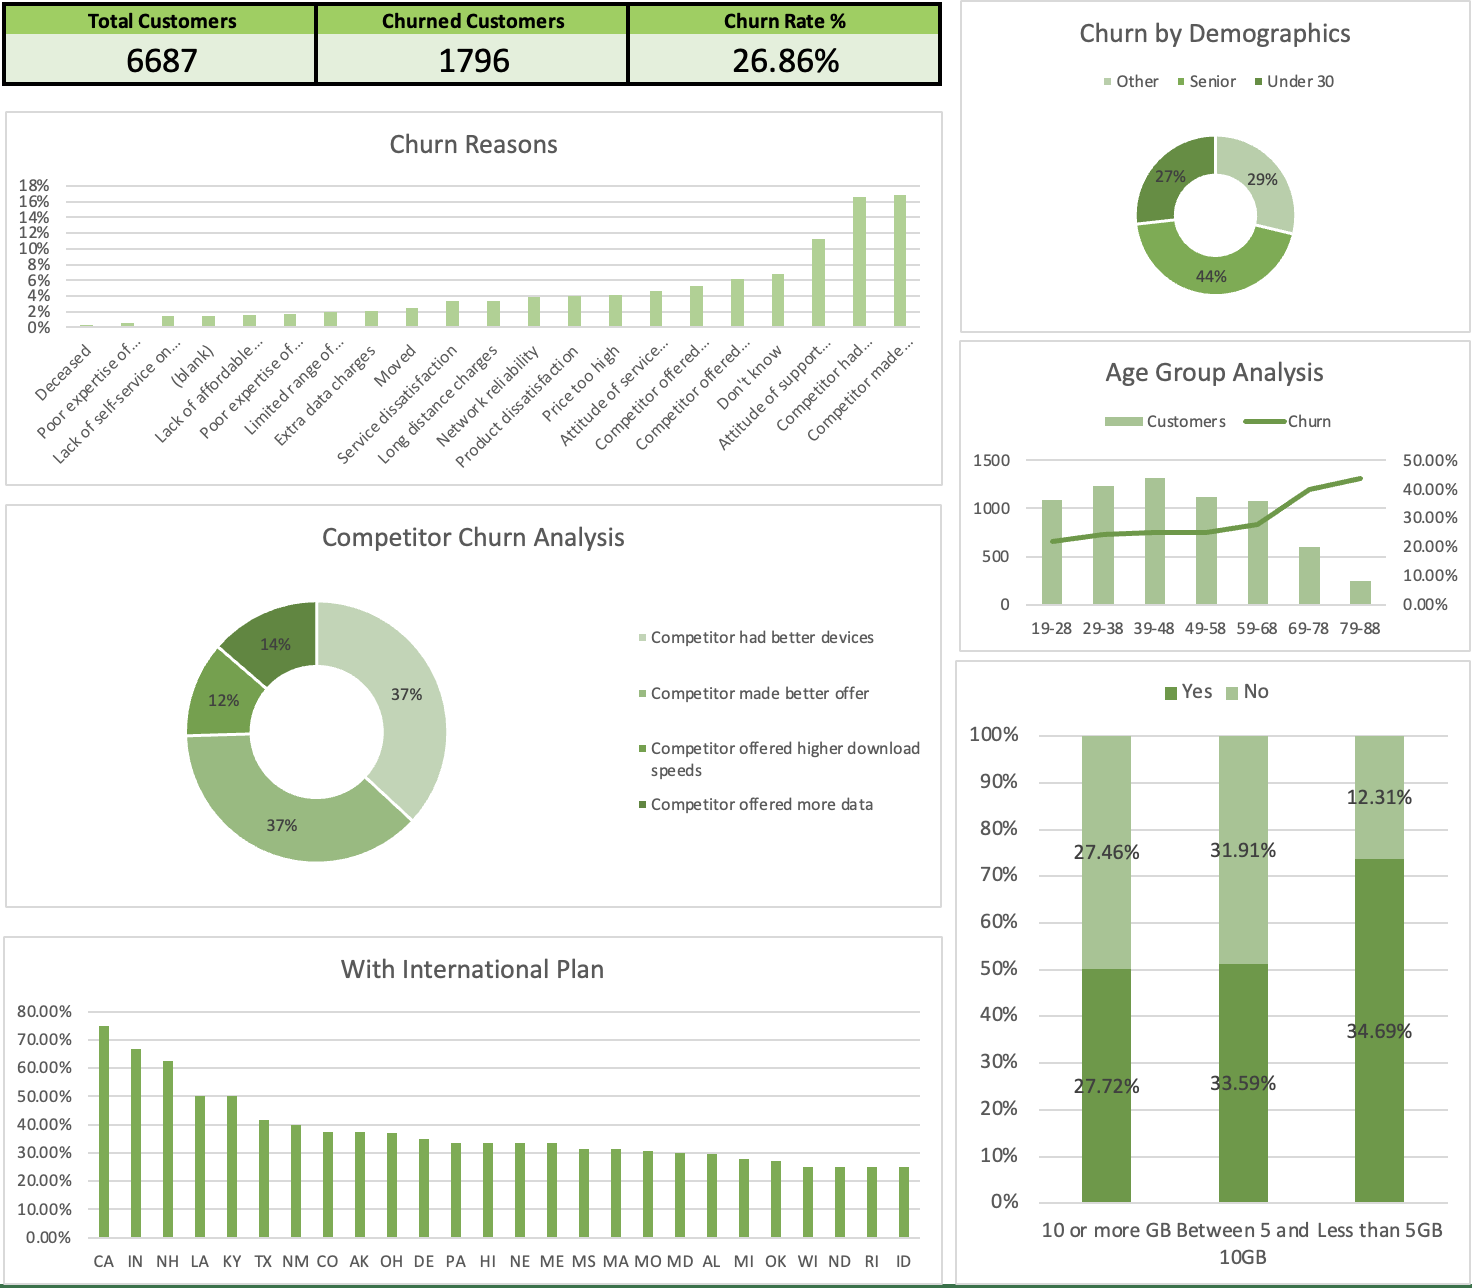 Total Customers
Churned Customers
Churn Rate %
6687
1796
26.86%
Churn Reasons
18%
16%
14%
12%
10%
8%
6%
4%
2%
0%
Deceased
Poor expertise of...
Lack of self-service on...
(blank)
Lack of affordable...
Poor expertise of...
Limited range of...
Extra data charges
Moved
Service dissatisfaction
Long distance charges
Network reliability
Product dissatisfaction
Price too high
Attitude of service...
Competitor offered...
Competitor offered...
Don't know
Attitude of support...
Competitor had...
Competitor made...
Competitor Churn Analysis
14%
37%
12%
37%
Competitor had better devices
Competitor made better offer
Competitor offered higher download
speeds
Competitor offered more data
With International Plan
80.00%
70.00%
60.00%
50.00%
40.00%
30.00%
20.00%
10.00%
0.00%
CA IN NH LA KY TX NM CO AK OH DE PA HI NE ME MS MA MO MD AL MI OK WI ND RI ID
Churn by Demographics
Other Senior Under 30
27%
29%
44%
Age Group Analysis
Customers Churn
1500
1000
500
0
50.00%
40.00%
30.00%
20.00%
10.00%
0.00%
19-28 29-38 39-48 49-58 59-68 69-78 79-88
Yes No
100%
90%
80%
70%
60%
50%
40%
30%
20%
10%
0%
27.46%
31.91%
12.31%
27.72%
33.59%
34.69%
10 or more GB Between 5 and Less than 5GB
10GB